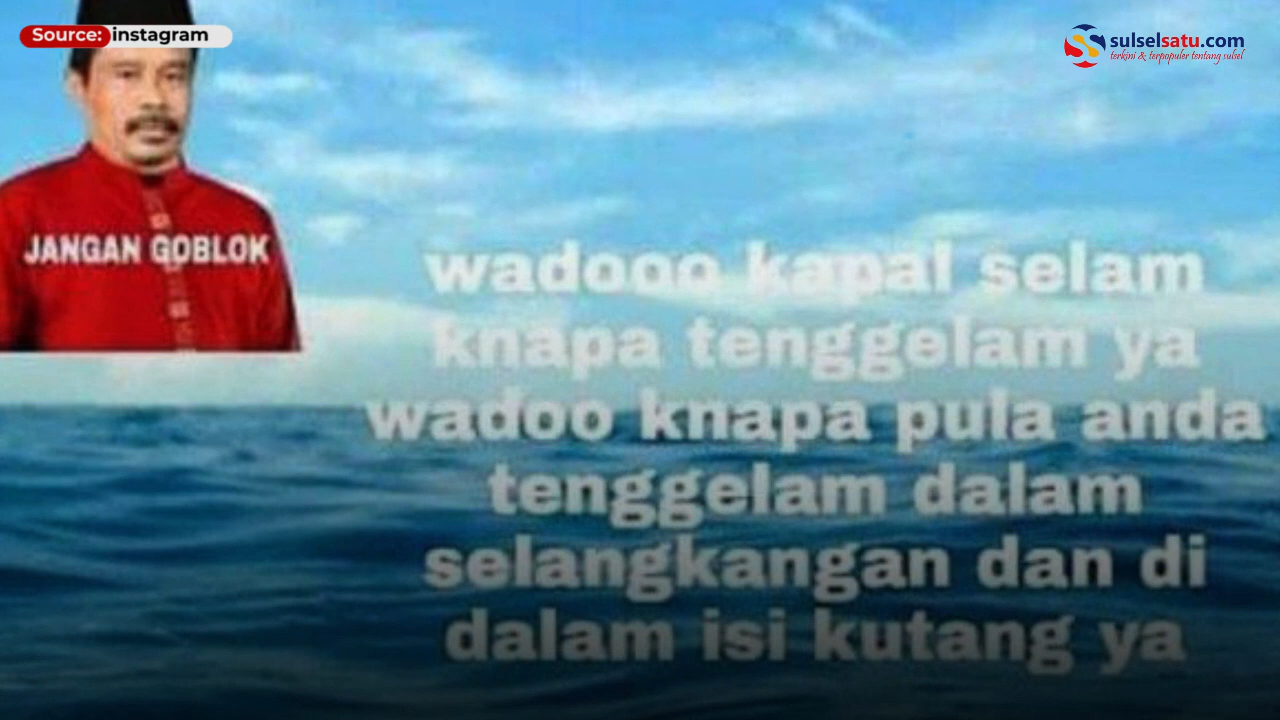 Source: instagram
sulselsatu.com
terkini & terpopuler tentang sulsel
JANGAN GOBLOK
wadooo kapal selam
knapa tenggelam ya
wadoo knapa pula anda
tenggelam dalam
selangkangan dan di
dalam isi kutang ya